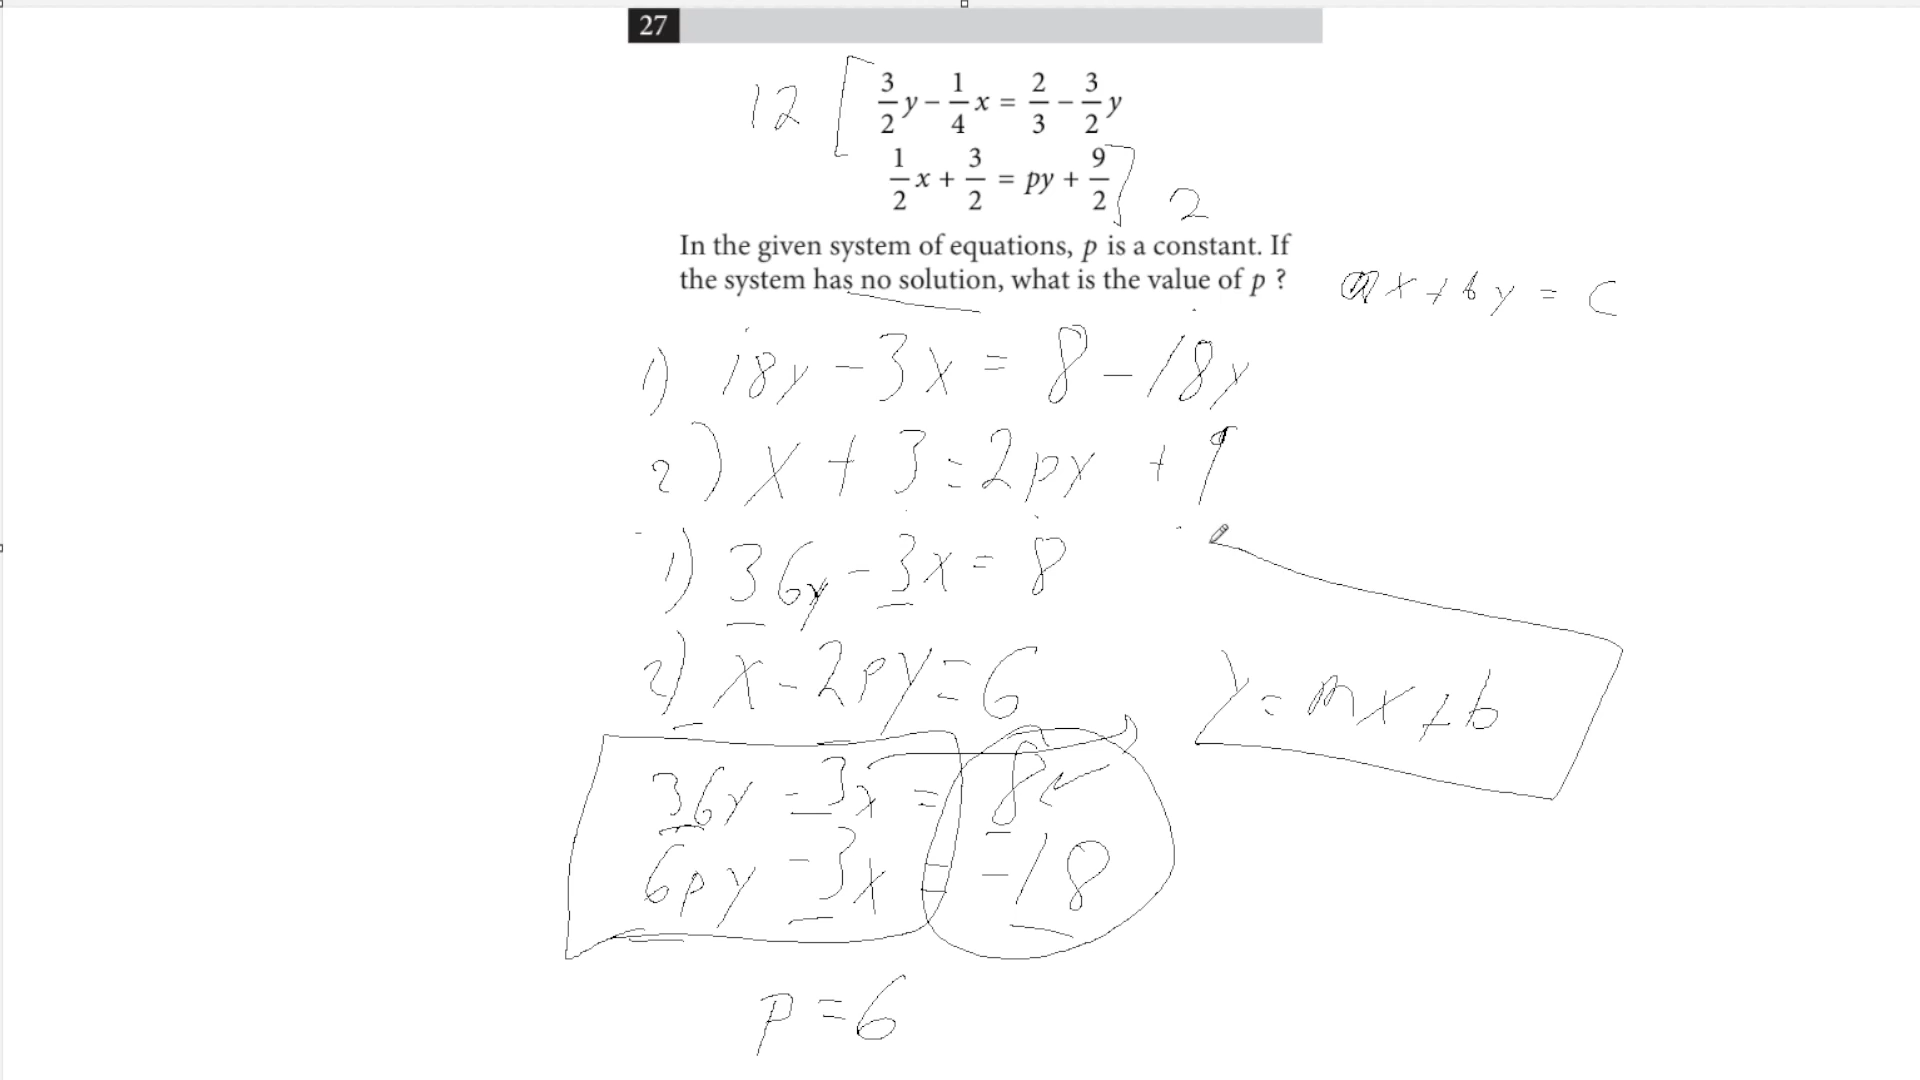 27
12 [ 3/2 y − 1/4 x = 2/3 − 3/2 y
1/2 x + 3/2 = py + 9/2 ] 2
In the given system of equations, p is a constant. If
the system has no solution, what is the value of p ?
ax + by = c
1) 18y − 3x = 8 − 18y
2) x + 3 = 2py + 9
1) 36y − 3x = 8
2) x − 2py = 6
y = mx + b
36y − 3x = 8
6py − 3x = −18
p = 6